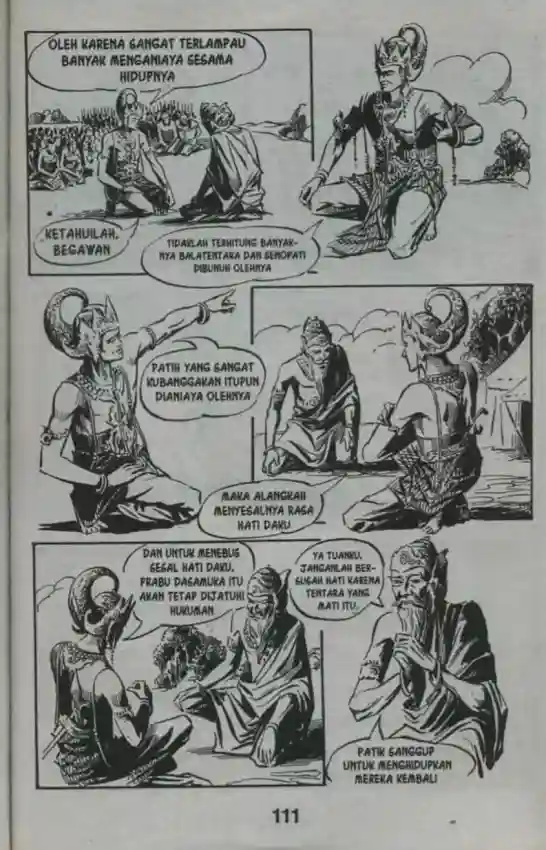 OLEH KARENA SANGAT TERLAMPAU
BANYAK MENGANIAYA SESAMA
HIDUPNYA
KETAHUILAH,
BEGAWAN
TIDAKLAH TERHITUNG BANYAK-
NYA BALATENTARA DAN SENOPATI
DIBUNUH OLEHNYA
PATIH YANG SANGAT
KUBANGGAKAN ITUPUN
DIANIAYA OLEHNYA
MAKA ALANGKAH
MENYESALNYA RASA
HATI DAKU
DAN UNTUK MENEBUS
SESAL HATI DAKU,
PRABU DASAMUKA ITU
AKAN TETAP DIJATUHI
HUKUMAN
YA TUANKU,
JANGANLAH BER-
SUSAH HATI KARENA
TENTARA YANG
MATI ITU.
PATIK SANGGUP
UNTUK MENGHIDUPKAN
MEREKA KEMBALI
111